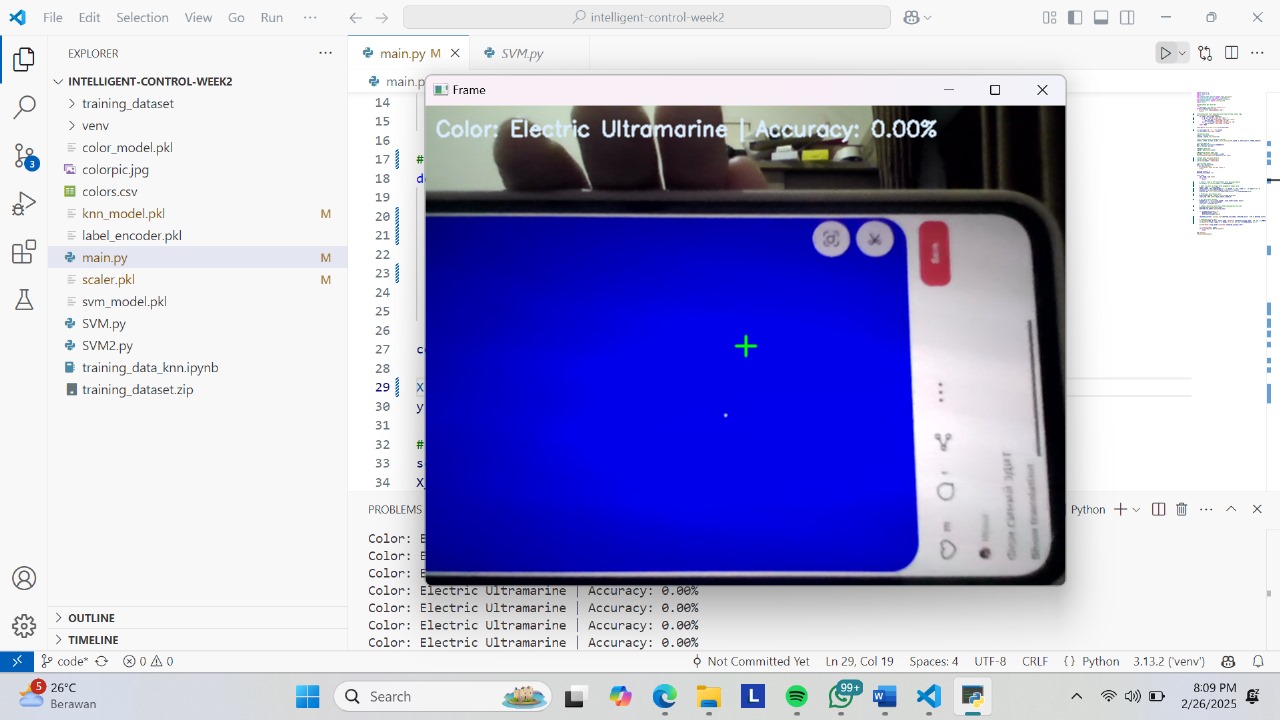 File Edit Selection View Go Run ··· intelligent-control-week2
EXPLORER ···
main.py M
SVM.py
INTELLIGENT-CONTROL-WEEK2
training_dataset
venv
color_model.pkl
colorpic.jpg
colors.csv
knn_model.pkl M
label_encoder.pkl
main.py M
scaler.pkl M
svm_model.pkl
SVM.py
SVM2.py
training_data_knn.ipynb
training_dataset.zip
OUTLINE
TIMELINE
main.p
14
15
16
17 #
18 d
19
20
21
22
23
24
25
26
27 c
28
29 X
30 y
31
32 #
33 s
34 X
Frame
Color: Electric Ultramarine | Accuracy: 0.00%
PROBLEMS
Python
Color: E
Color: E
Color: E
Color: Electric Ultramarine | Accuracy: 0.00%
Color: Electric Ultramarine | Accuracy: 0.00%
Color: Electric Ultramarine | Accuracy: 0.00%
Color: Electric Ultramarine | Accuracy: 0.00%
3
code* 0 0 Not Committed Yet Ln 29, Col 19 Spaces: 4 UTF-8 CRLF {} Python 3.13.2 ('venv')
5
26°C
Berawan
Search
L
99+
8:09 PM
2/26/2025